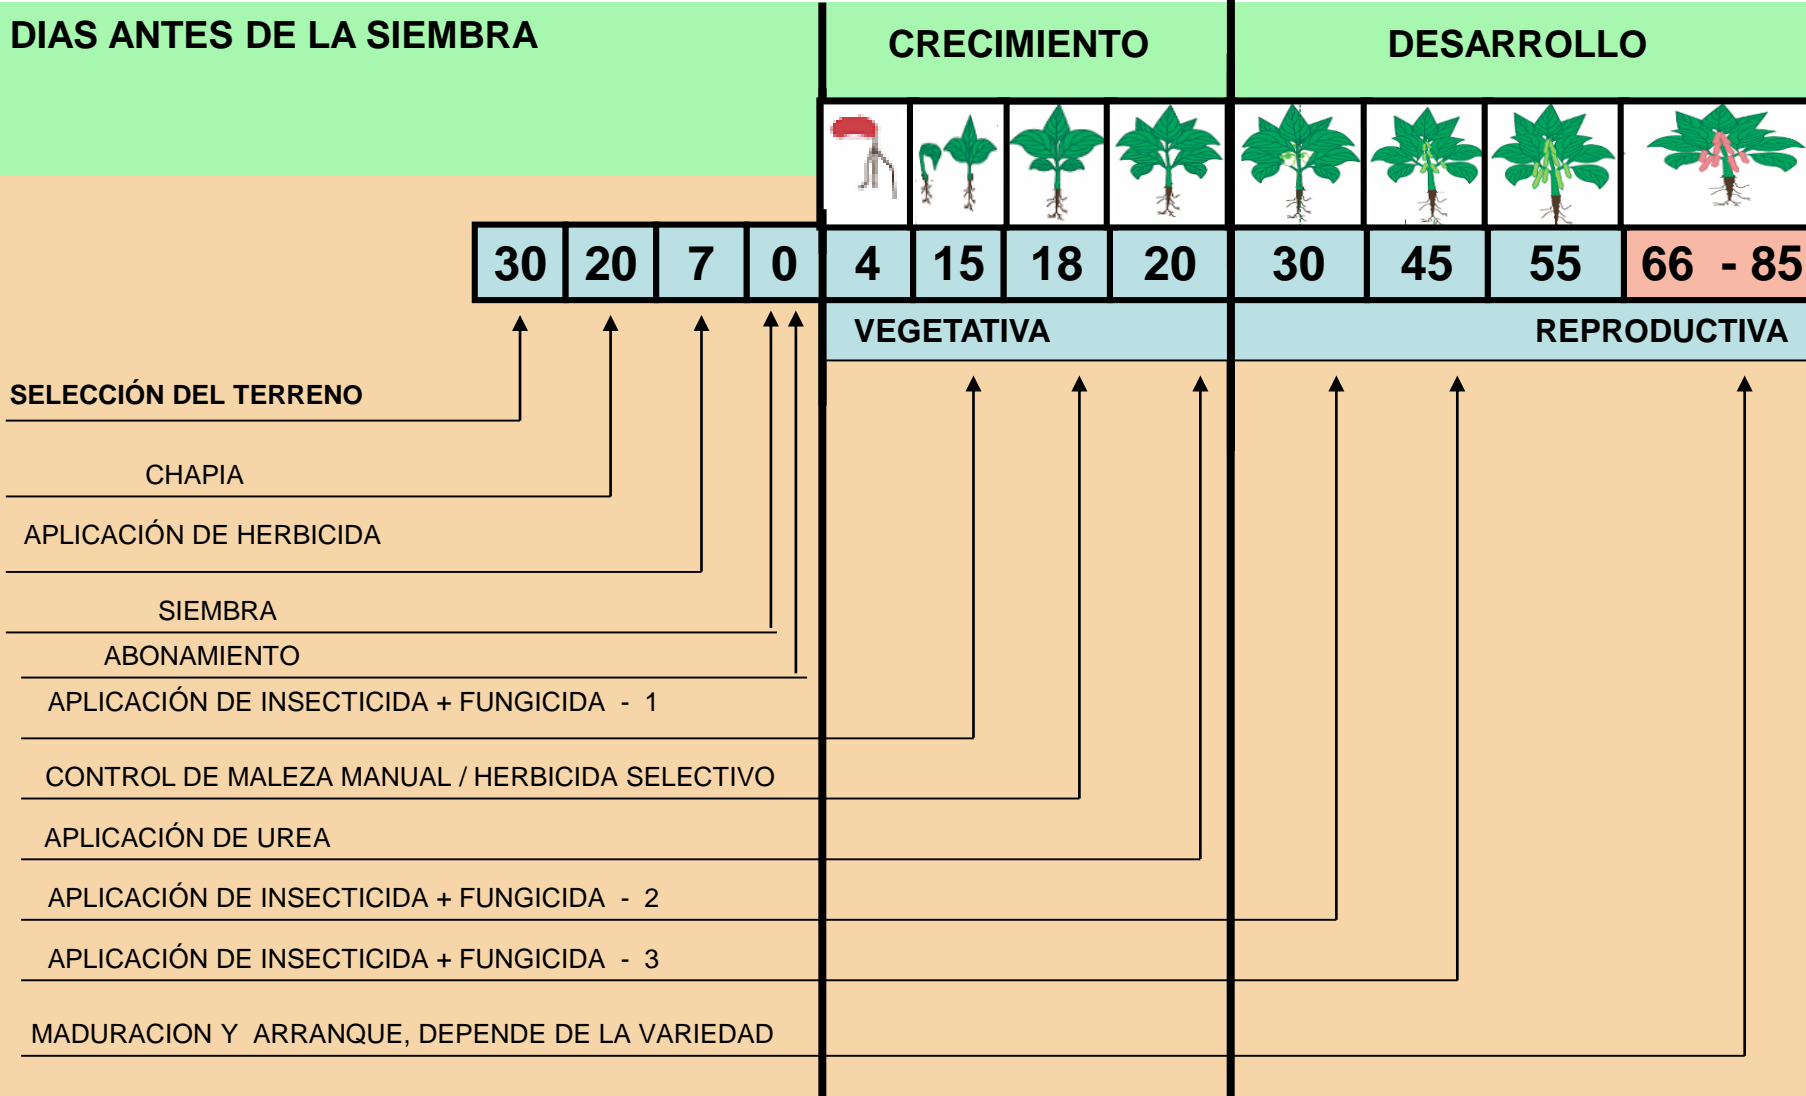 DIAS ANTES DE LA SIEMBRA
CRECIMIENTO
DESARROLLO
30 20 7 0 4 15 18 20 30 45 55 66 - 85
VEGETATIVA
REPRODUCTIVA
SELECCIÓN DEL TERRENO
CHAPIA
APLICACIÓN DE HERBICIDA
SIEMBRA
ABONAMIENTO
APLICACIÓN DE INSECTICIDA + FUNGICIDA - 1
CONTROL DE MALEZA MANUAL / HERBICIDA SELECTIVO
APLICACIÓN DE UREA
APLICACIÓN DE INSECTICIDA + FUNGICIDA - 2
APLICACIÓN DE INSECTICIDA + FUNGICIDA - 3
MADURACION Y ARRANQUE, DEPENDE DE LA VARIEDAD